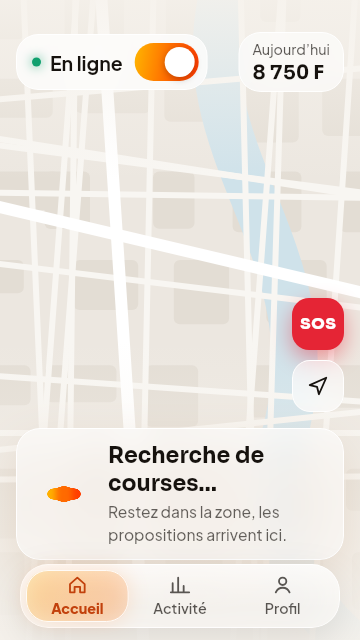 En ligne
Aujourd'hui
8 750 F
SOS
Recherche de
courses...
Restez dans la zone, les
propositions arrivent ici.
Accueil
Activité
Profil